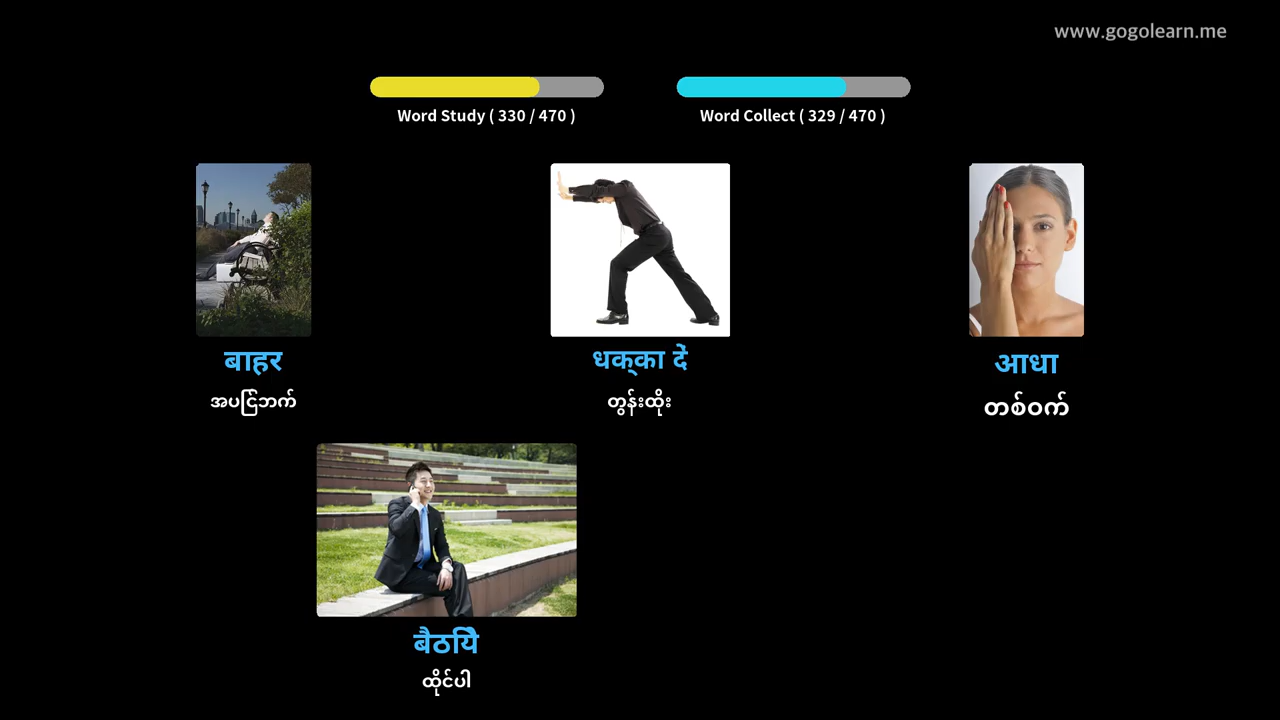 www.gogolearn.me
Word Study ( 330 / 470 )
Word Collect ( 329 / 470 )
बाहर
धक्‌का दें
आधा
အပြင်ဘက်
တွန်းထိုး
တစ်ဝက်
बैठिये
ထိုင်ပါ